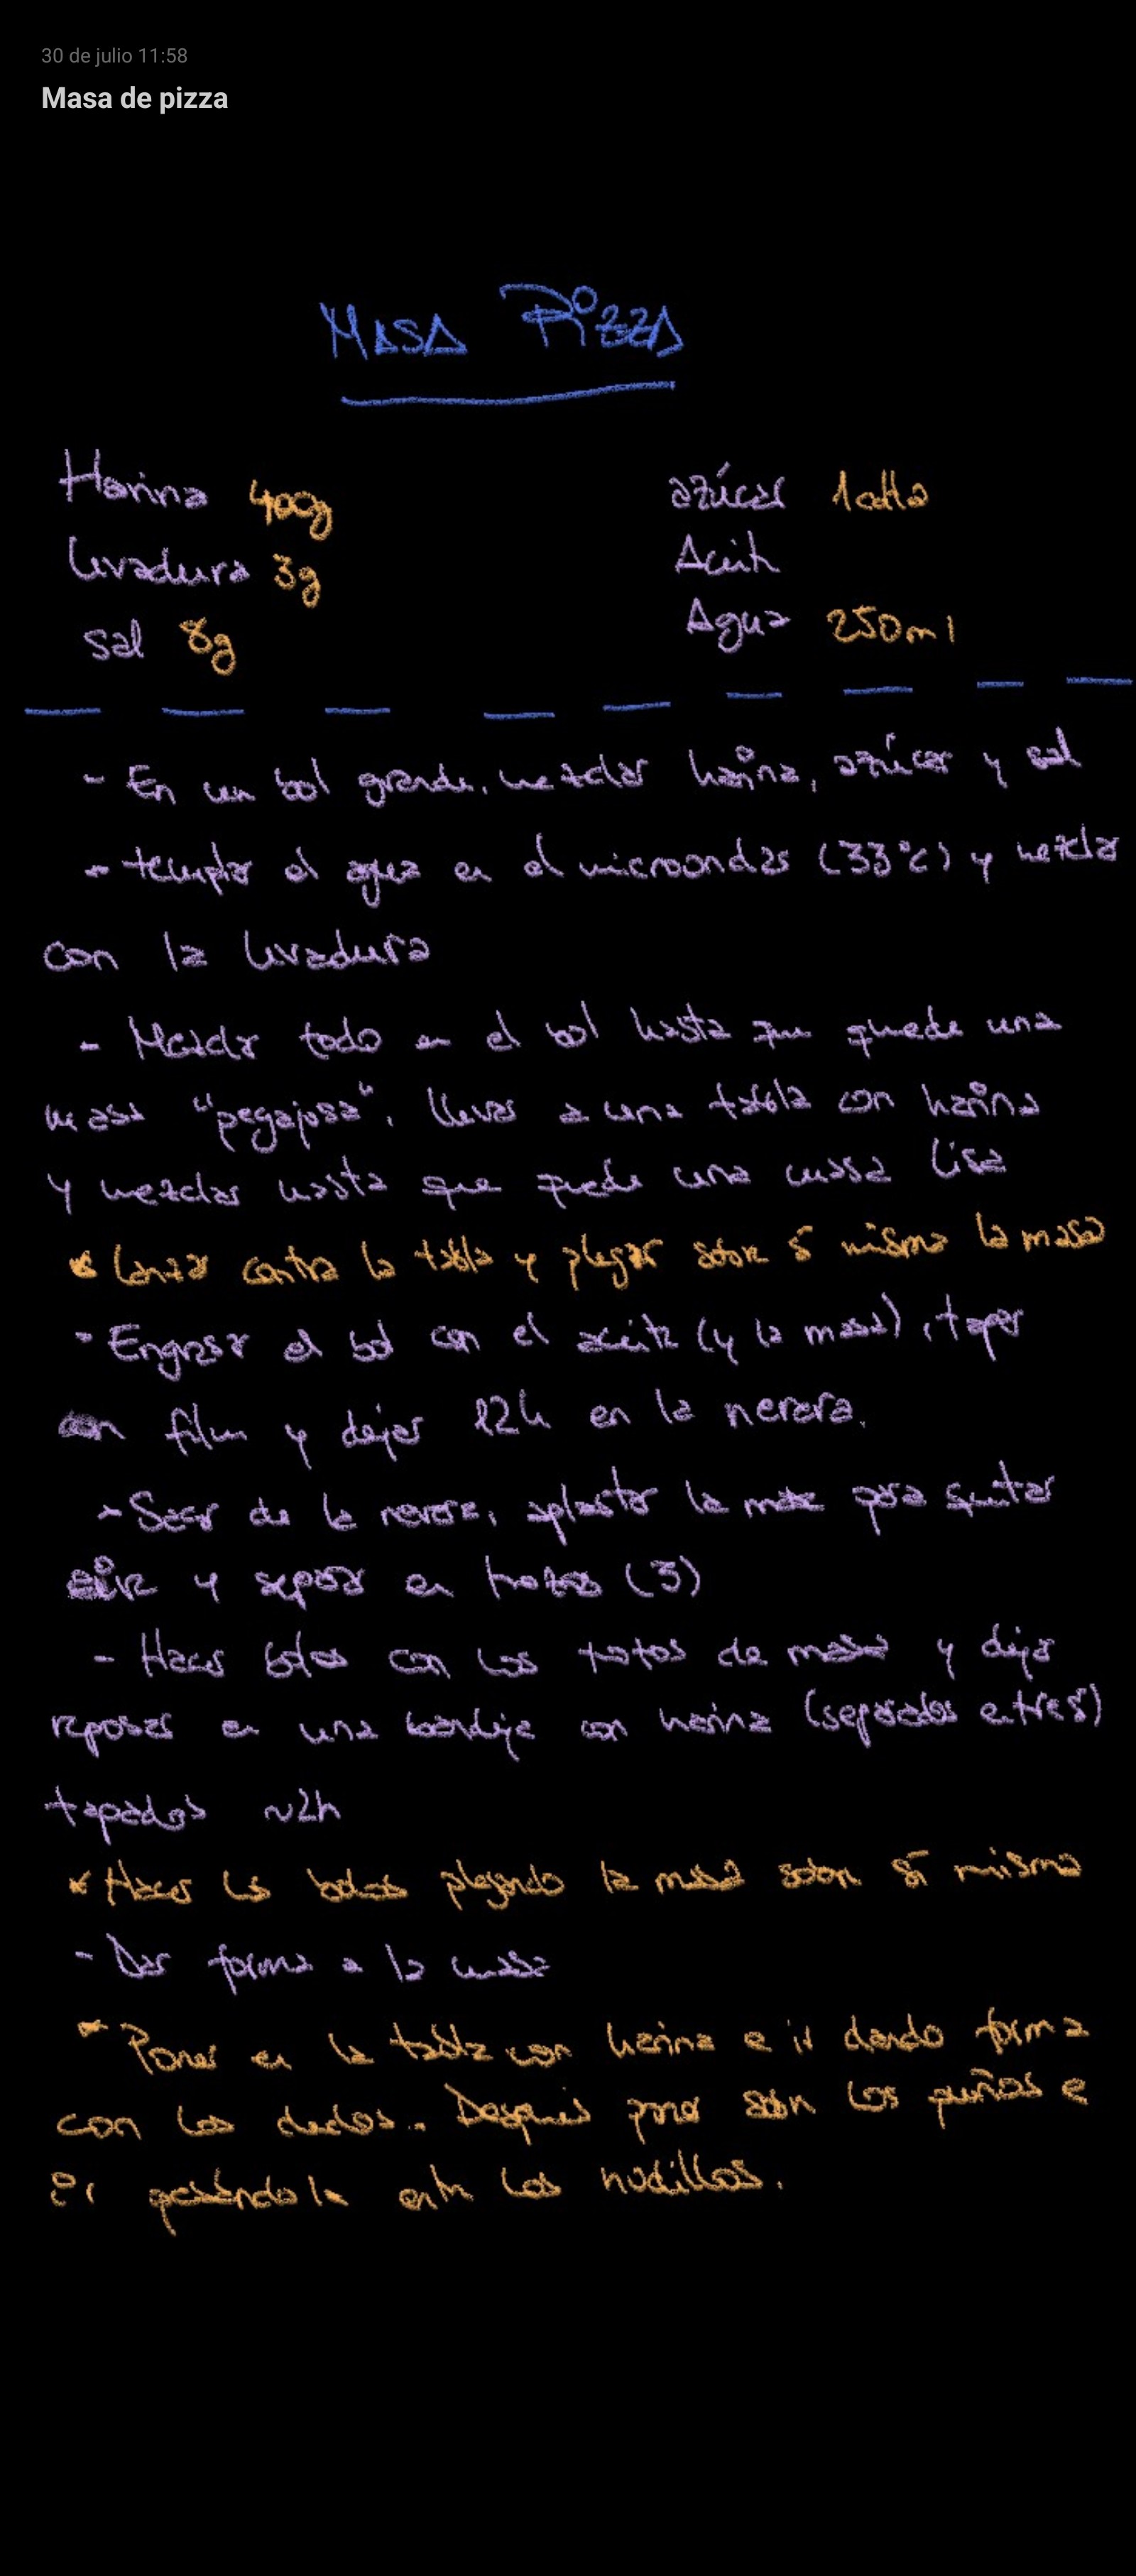 30 de julio 11:58
Masa de pizza
MASA PIZZA
Harina 400g azúcar 1cdta
levadura 3g Aceite
sal 8g Agua 250ml
- En un bol grande, mezclar harina, azúcar y sal
- templar el agua en el microondas (33°c) y mezclar
con la levadura
- Mezclar todo en el bol hasta que quede una
masa "pegajosa", llevar a una tabla con harina
y mezclar hasta que quede una masa lisa
* lanzar contra la tabla y plegar sobre sí misma la masa
- Engrasar el bol con el aceite (y la masa), tapar
con film y dejar 12h en la nevera.
- Sacar de la nevera, aplastar la masa para quitar
aire y separar en trozos (3)
- Hacer bolas con los trozos de masa y dejar
reposar en una bandeja con harina (separados entre sí)
tapados ~2h
* Hacer las bolas plegando la masa sobre sí misma
- Dar forma a la masa
* Poner en la tabla con harina e ir dando forma
con los dedos. Después poner sobre los puños e
ir pasándola entre los nudillos.